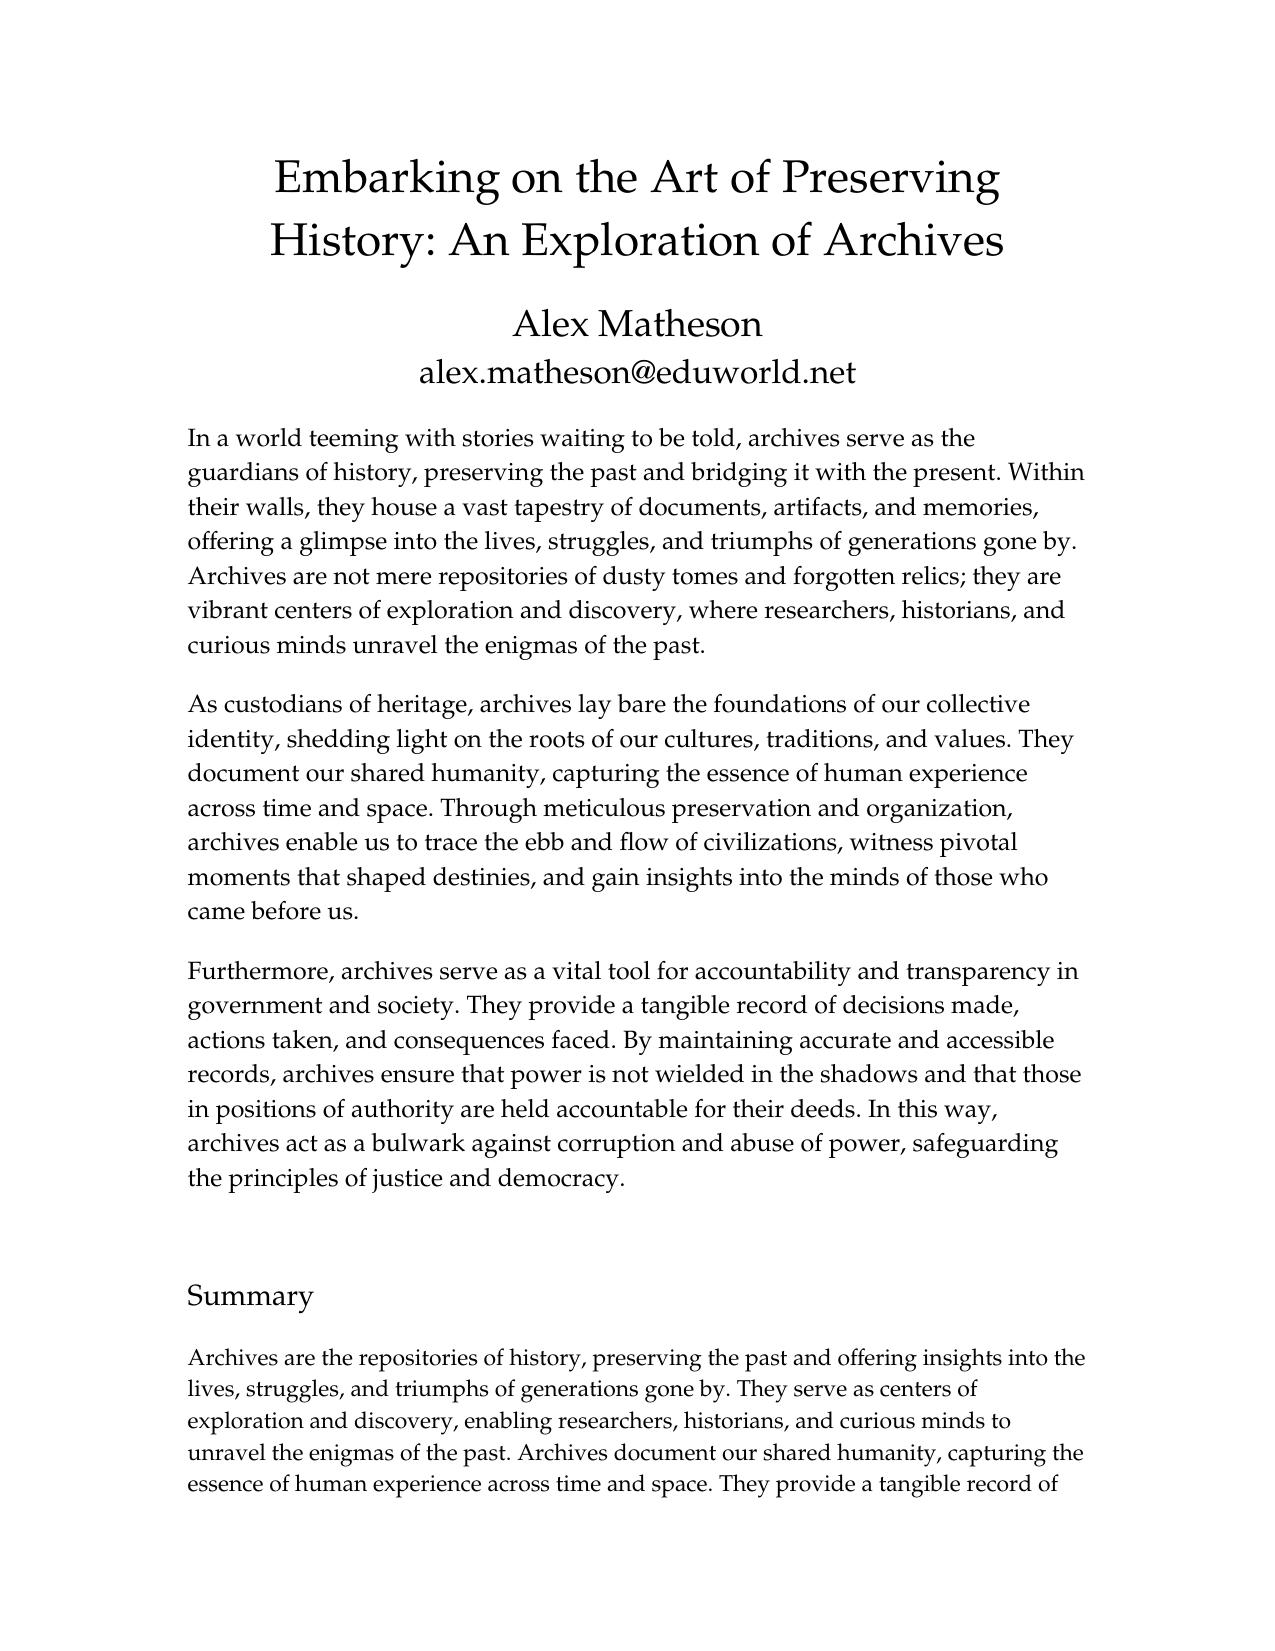 Embarking on the Art of Preserving
History: An Exploration of Archives
Alex Matheson
alex.matheson@eduworld.net
In a world teeming with stories waiting to be told, archives serve as the
guardians of history, preserving the past and bridging it with the present. Within
their walls, they house a vast tapestry of documents, artifacts, and memories,
offering a glimpse into the lives, struggles, and triumphs of generations gone by.
Archives are not mere repositories of dusty tomes and forgotten relics; they are
vibrant centers of exploration and discovery, where researchers, historians, and
curious minds unravel the enigmas of the past.
As custodians of heritage, archives lay bare the foundations of our collective
identity, shedding light on the roots of our cultures, traditions, and values. They
document our shared humanity, capturing the essence of human experience
across time and space. Through meticulous preservation and organization,
archives enable us to trace the ebb and flow of civilizations, witness pivotal
moments that shaped destinies, and gain insights into the minds of those who
came before us.
Furthermore, archives serve as a vital tool for accountability and transparency in
government and society. They provide a tangible record of decisions made,
actions taken, and consequences faced. By maintaining accurate and accessible
records, archives ensure that power is not wielded in the shadows and that those
in positions of authority are held accountable for their deeds. In this way,
archives act as a bulwark against corruption and abuse of power, safeguarding
the principles of justice and democracy.
Summary
Archives are the repositories of history, preserving the past and offering insights into the
lives, struggles, and triumphs of generations gone by. They serve as centers of
exploration and discovery, enabling researchers, historians, and curious minds to
unravel the enigmas of the past. Archives document our shared humanity, capturing the
essence of human experience across time and space. They provide a tangible record of